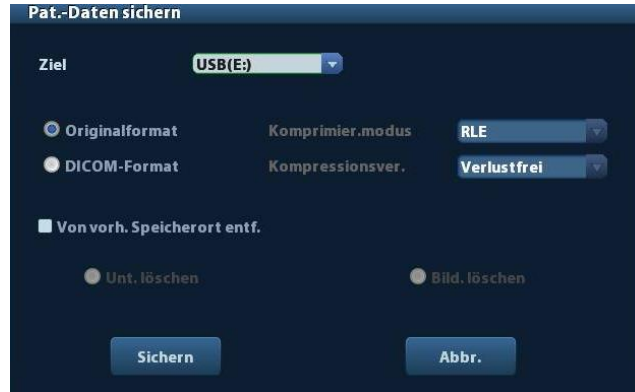 Pat.-Daten sichern
Ziel USB(E:)
Originalformat Komprimier.modus RLE
DICOM-Format Kompressionsver. Verlustfrei
Von vorh. Speicherort entf.
Unt. löschen Bild. löschen
Sichern Abbr.